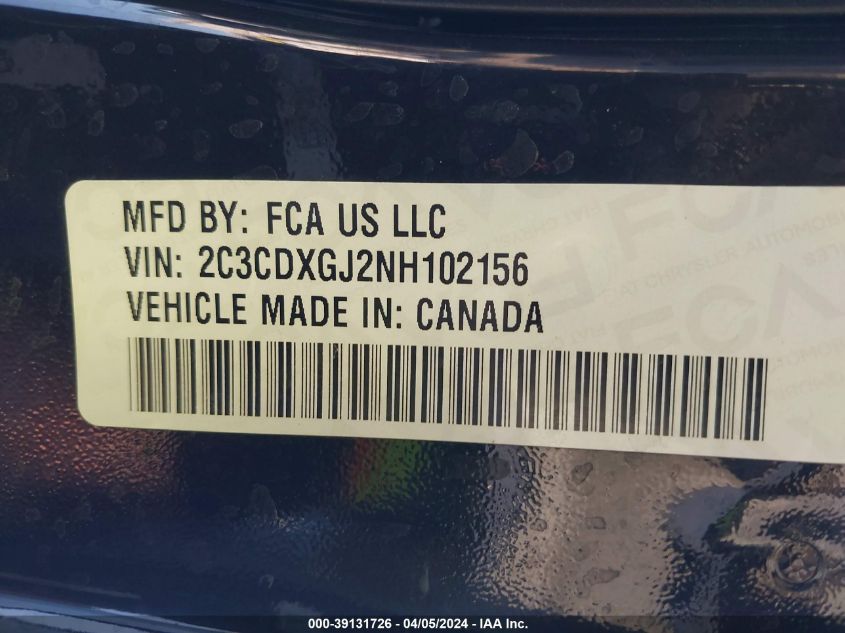 MFD BY: FCA US LLC
VIN: 2C3CDXGJ2NH102156
VEHICLE MADE IN: CANADA
000-39131726 - 04/05/2024 - IAA Inc.